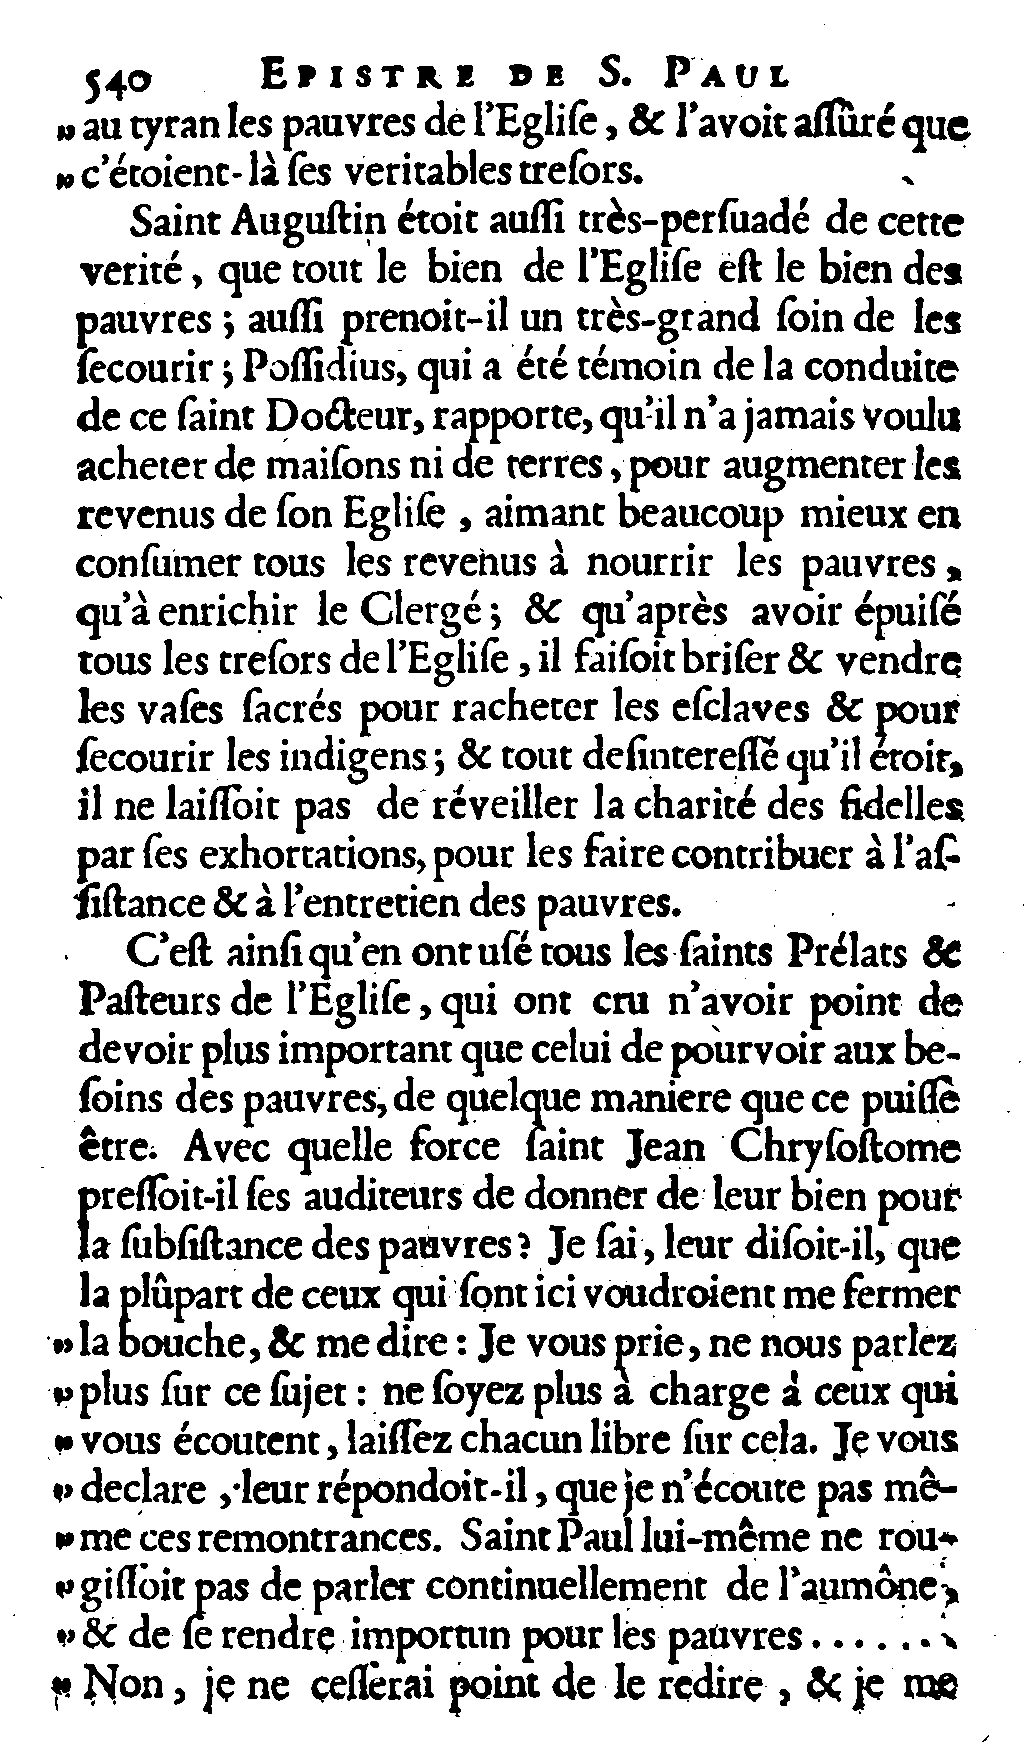 540 EPISTRE DE S. PAUL
„ au tyran les pauvres de l'Egliſe, & l'avoit aſſûré que
„ c'étoient-là ſes veritables treſors.
Saint Auguſtin étoit auſſi très-perſuadé de cette
verité, que tout le bien de l'Egliſe eſt le bien des
pauvres ; auſſi prenoit-il un très-grand ſoin de les
ſecourir ; Poſſidius, qui a été témoin de la conduite
de ce ſaint Docteur, rapporte, qu'il n'a jamais voulu
acheter de maiſons ni de terres, pour augmenter les
revenus de ſon Egliſe, aimant beaucoup mieux en
conſumer tous les revenus à nourrir les pauvres,
qu'à enrichir le Clergé ; & qu'après avoir épuiſé
tous les treſors de l'Egliſe, il faiſoit briſer & vendre
les vaſes ſacrés pour racheter les eſclaves & pour
ſecourir les indigens ; & tout deſintereſſé qu'il étoit,
il ne laiſſoit pas de réveiller la charité des fidelles
par ſes exhortations, pour les faire contribuer à l'aſ-
ſiſtance & à l'entretien des pauvres.
C'eſt ainſi qu'en ont uſé tous les ſaints Prélats &
Paſteurs de l'Egliſe, qui ont cru n'avoir point de
devoir plus important que celui de pourvoir aux be-
ſoins des pauvres, de quelque maniere que ce puiſſe
être. Avec quelle force ſaint Jean Chryſoſtome
preſſoit-il ſes auditeurs de donner de leur bien pour
la ſubſiſtance des pauvres ? Je ſai, leur diſoit-il, que
la plûpart de ceux qui ſont ici voudroient me fermer
„ la bouche, & me dire : Je vous prie, ne nous parlez
„ plus ſur ce ſujet : ne ſoyez plus à charge à ceux qui
„ vous écoutent, laiſſez chacun libre ſur cela. Je vous
„ declare, leur répondoit-il, que je n'écoute pas mê-
„ me ces remontrances. Saint Paul lui-même ne rou-
„ giſſoit pas de parler continuellement de l'aumône,
„ & de ſe rendre importun pour les pauvres ......
„ Non, je ne ceſſerai point de le redire, & je me